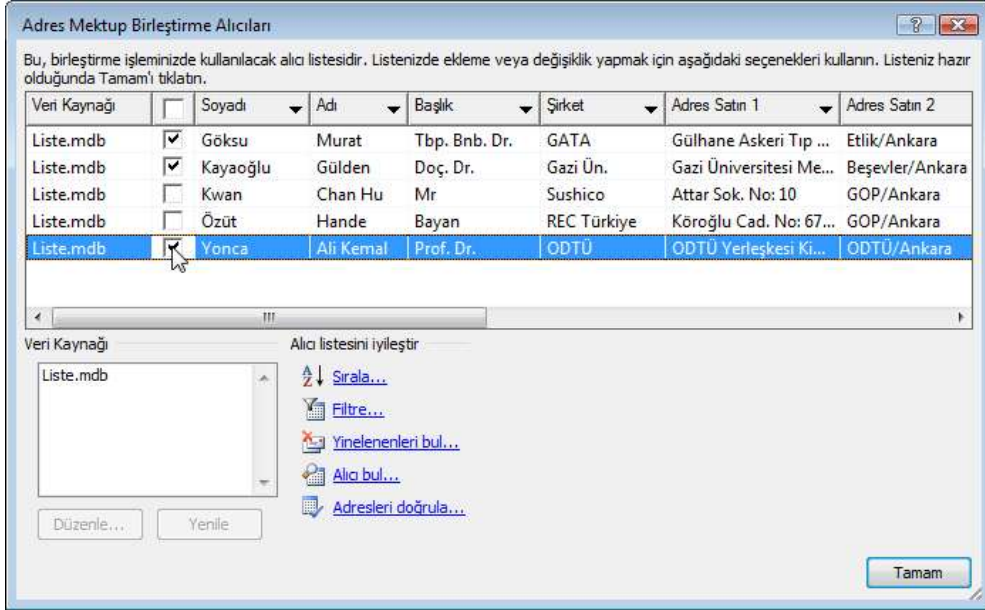 Adres Mektup Birleştirme Alıcıları
Bu, birleştirme işleminizde kullanılacak alıcı listesidir. Listenizde ekleme veya değişiklik yapmak için aşağıdaki seçenekleri kullanın. Listeniz hazır
olduğunda Tamam'ı tıklatın.
Veri Kaynağı Soyadı Adı Başlık Şirket Adres Satırı 1 Adres Satırı 2
Liste.mdb Göksu Murat Tbp. Bnb. Dr. GATA Gülhane Askeri Tıp ... Etlik/Ankara
Liste.mdb Kayaoğlu Gülden Doç. Dr. Gazi Ün. Gazi Üniversitesi Me... Beşevler/Ankara
Liste.mdb Kwan Chan Hu Mr Sushico Attar Sok. No: 10 GOP/Ankara
Liste.mdb Özüt Hande Bayan REC Türkiye Köroğlu Cad. No: 67... GOP/Ankara
Liste.mdb Yonca Ali Kemal Prof. Dr. ODTÜ ODTÜ Yerleşkesi Ki... ODTÜ/Ankara
Veri Kaynağı Alıcı listesini iyileştir
Liste.mdb
Sırala...
Filtre...
Yinelenenleri bul...
Alıcı bul...
Adresleri doğrula...
Düzenle... Yenile
Tamam